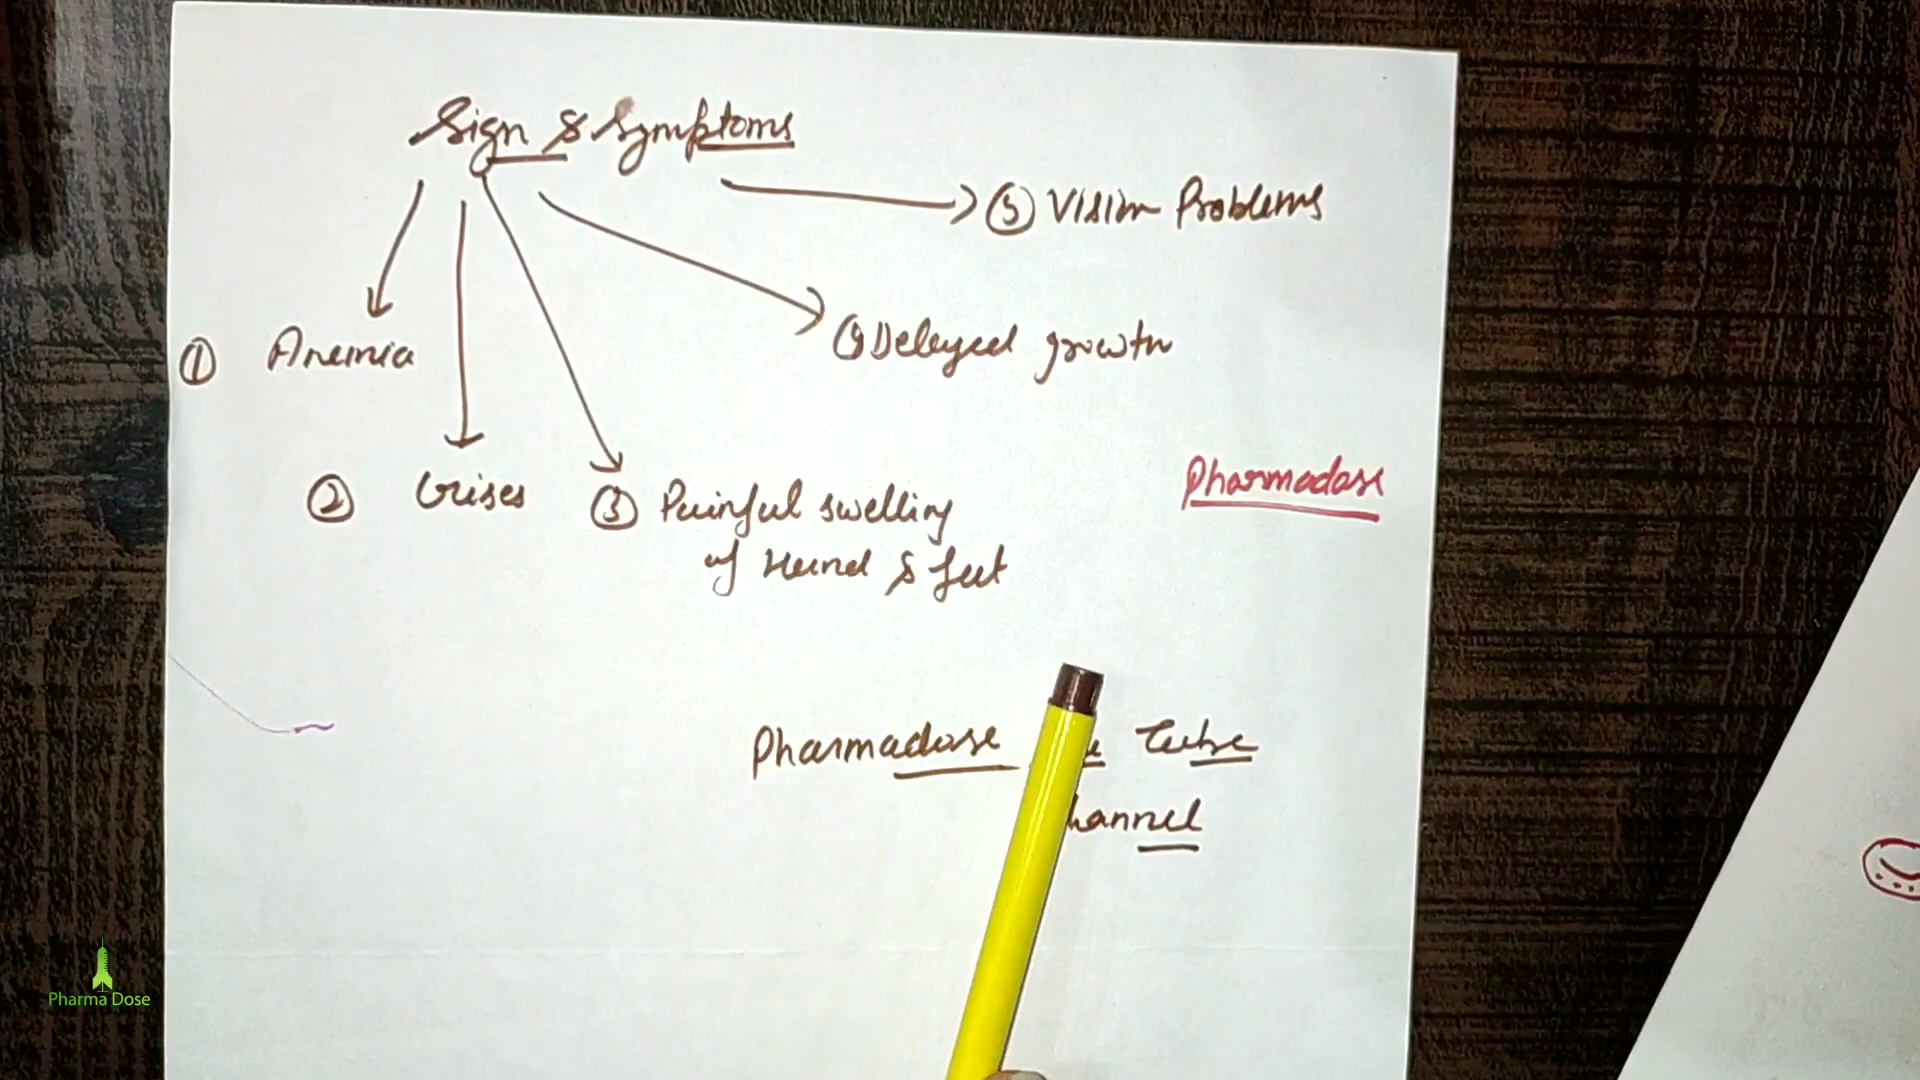 Sign & Symptoms
⑤ Vision Problems
① Anemia
④ Delayed growth
② Crises
③ Painful swelling
of Hand & feet
Pharmadose
Pharmadose Tube
hannel
Pharma Dose